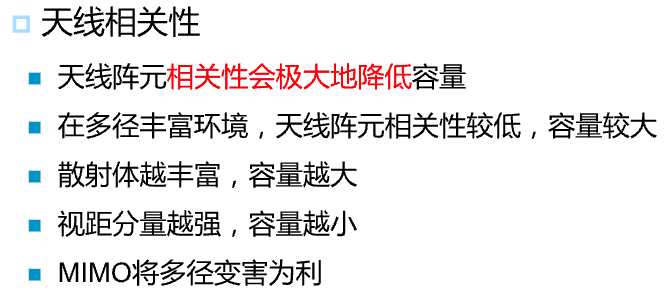 天线相关性
天线阵元相关性会极大地降低容量
在多径丰富环境，天线阵元相关性较低，容量较大
散射体越丰富，容量越大
视距分量越强，容量越小
MIMO将多径变害为利